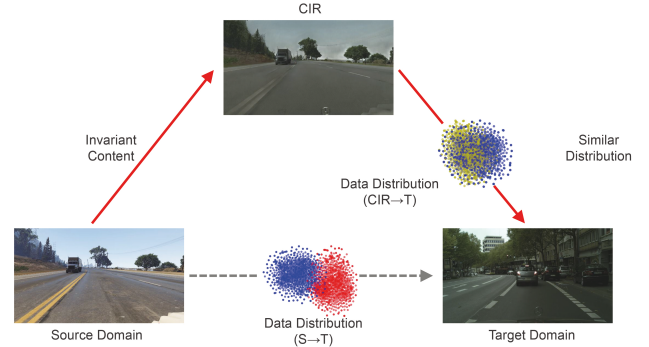 CIR
Invariant
Content
Similar
Distribution
Data Distribution
(CIR→T)
Source Domain
Data Distribution
(S→T)
Target Domain